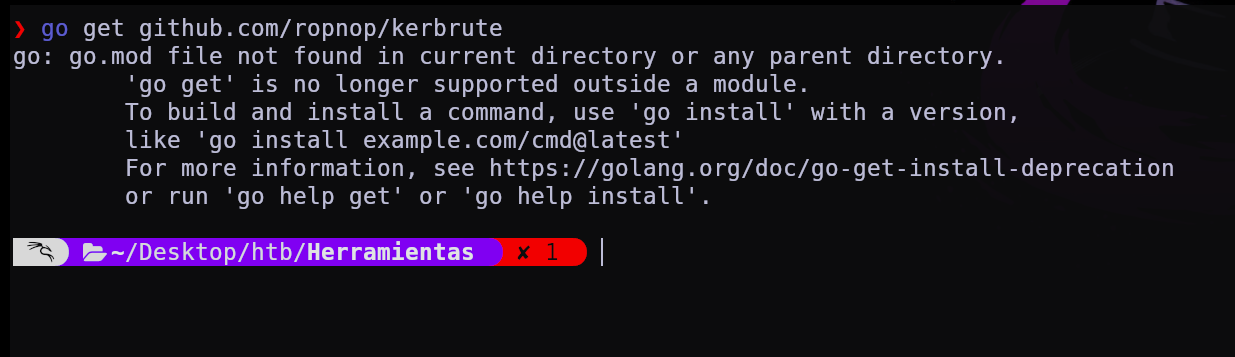 ❯ go get github.com/ropnop/kerbrute
go: go.mod file not found in current directory or any parent directory.
'go get' is no longer supported outside a module.
To build and install a command, use 'go install' with a version,
like 'go install example.com/cmd@latest'
For more information, see https://golang.org/doc/go-get-install-deprecation
or run 'go help get' or 'go help install'.
~/Desktop/htb/Herramientas ✘ 1